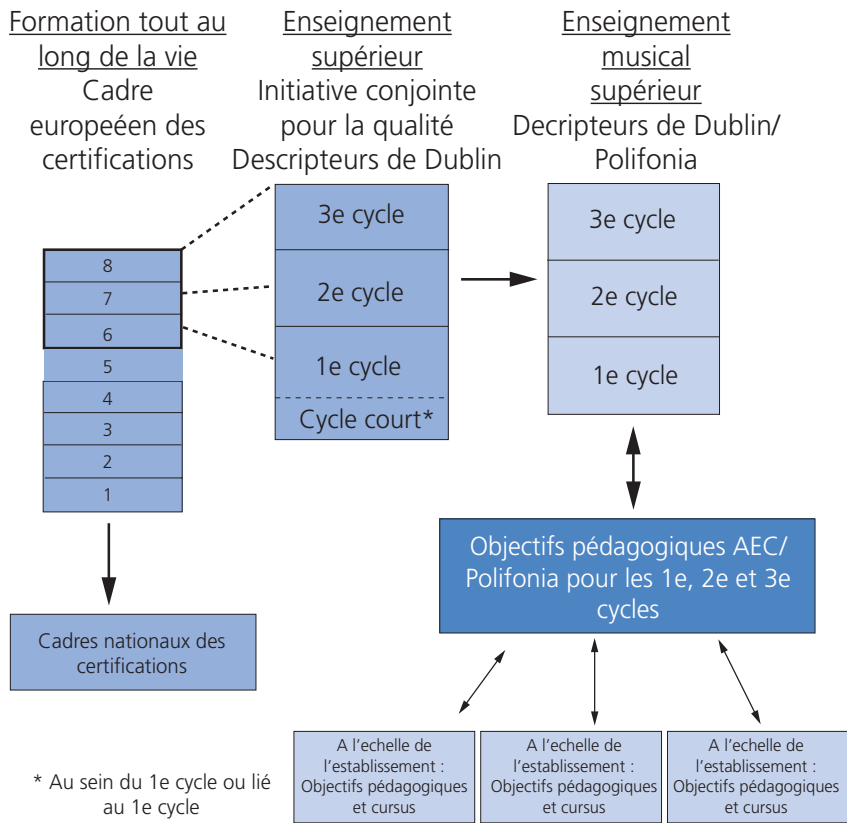 Formation tout au
long de la vie
Cadre
europeéen des
certifications
Enseignement
supérieur
Initiative conjointe
pour la qualité
Descripteurs de Dublin
Enseignement
musical
supérieur
Decripteurs de Dublin/
Polifonia
8
7
6
5
4
3
2
1
3e cycle
2e cycle
1e cycle
Cycle court*
3e cycle
2e cycle
1e cycle
Objectifs pédagogiques AEC/
Polifonia pour les 1e, 2e et 3e
cycles
Cadres nationaux des
certifications
A l'echelle de
l'establissement :
Objectifs pédagogiques
et cursus
A l'echelle de
l'establissement :
Objectifs pédagogiques
et cursus
A l'echelle de
l'establissement :
Objectifs pédagogiques
et cursus
* Au sein du 1e cycle ou lié
au 1e cycle